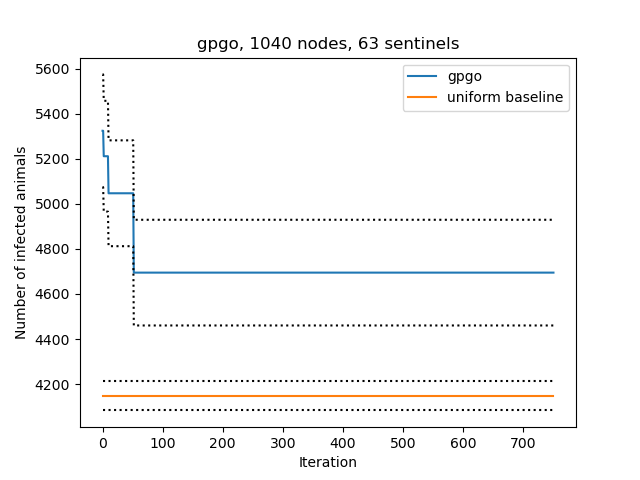 gpgo, 1040 nodes, 63 sentinels
gpgo
uniform baseline
Number of infected animals
5600
5400
5200
5000
4800
4600
4400
4200
0 100 200 300 400 500 600 700
Iteration